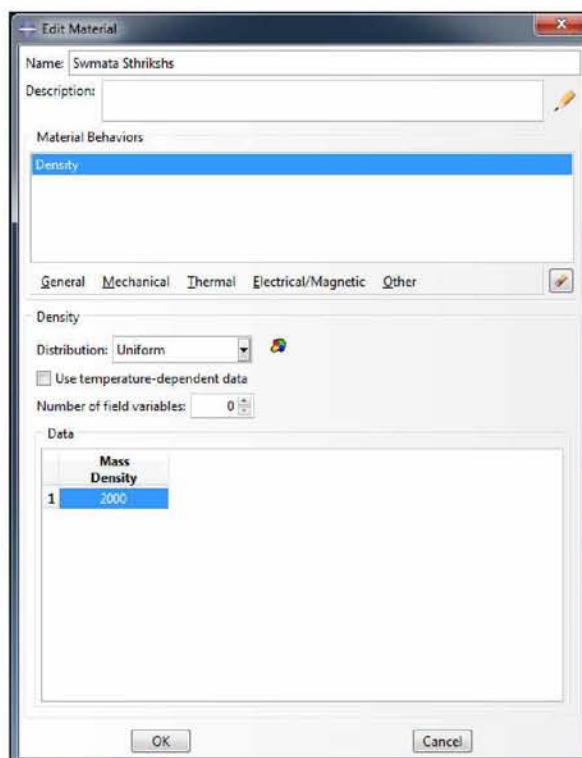 Edit Material
Name: Swmata Sthrikshs
Description:
Material Behaviors
Density
General Mechanical Thermal Electrical/Magnetic Other
Density
Distribution: Uniform
Use temperature-dependent data
Number of field variables: 0
Data
Mass
Density
1 2000
OK Cancel